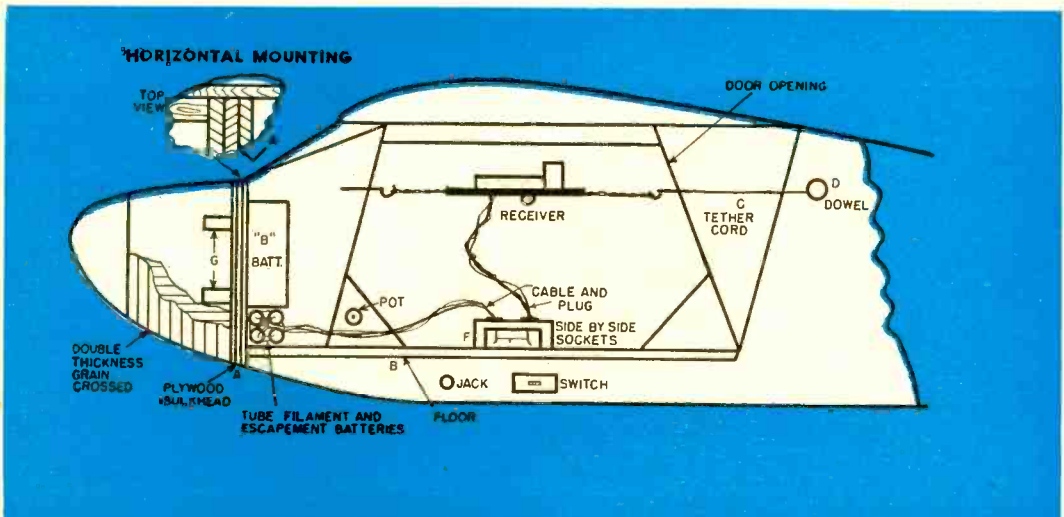 HORIZONTAL MOUNTING
TOP
VIEW
A
DOOR OPENING
RECEIVER
D
DOWEL
C
TETHER
CORD
"B"
BATT.
G
POT
CABLE AND
PLUG
F
SIDE BY SIDE
SOCKETS
B
DOUBLE
THICKNESS
GRAIN
CROSSED
A
PLYWOOD
BULKHEAD
JACK
SWITCH
TUBE FILAMENT AND
ESCAPEMENT BATTERIES
FLOOR